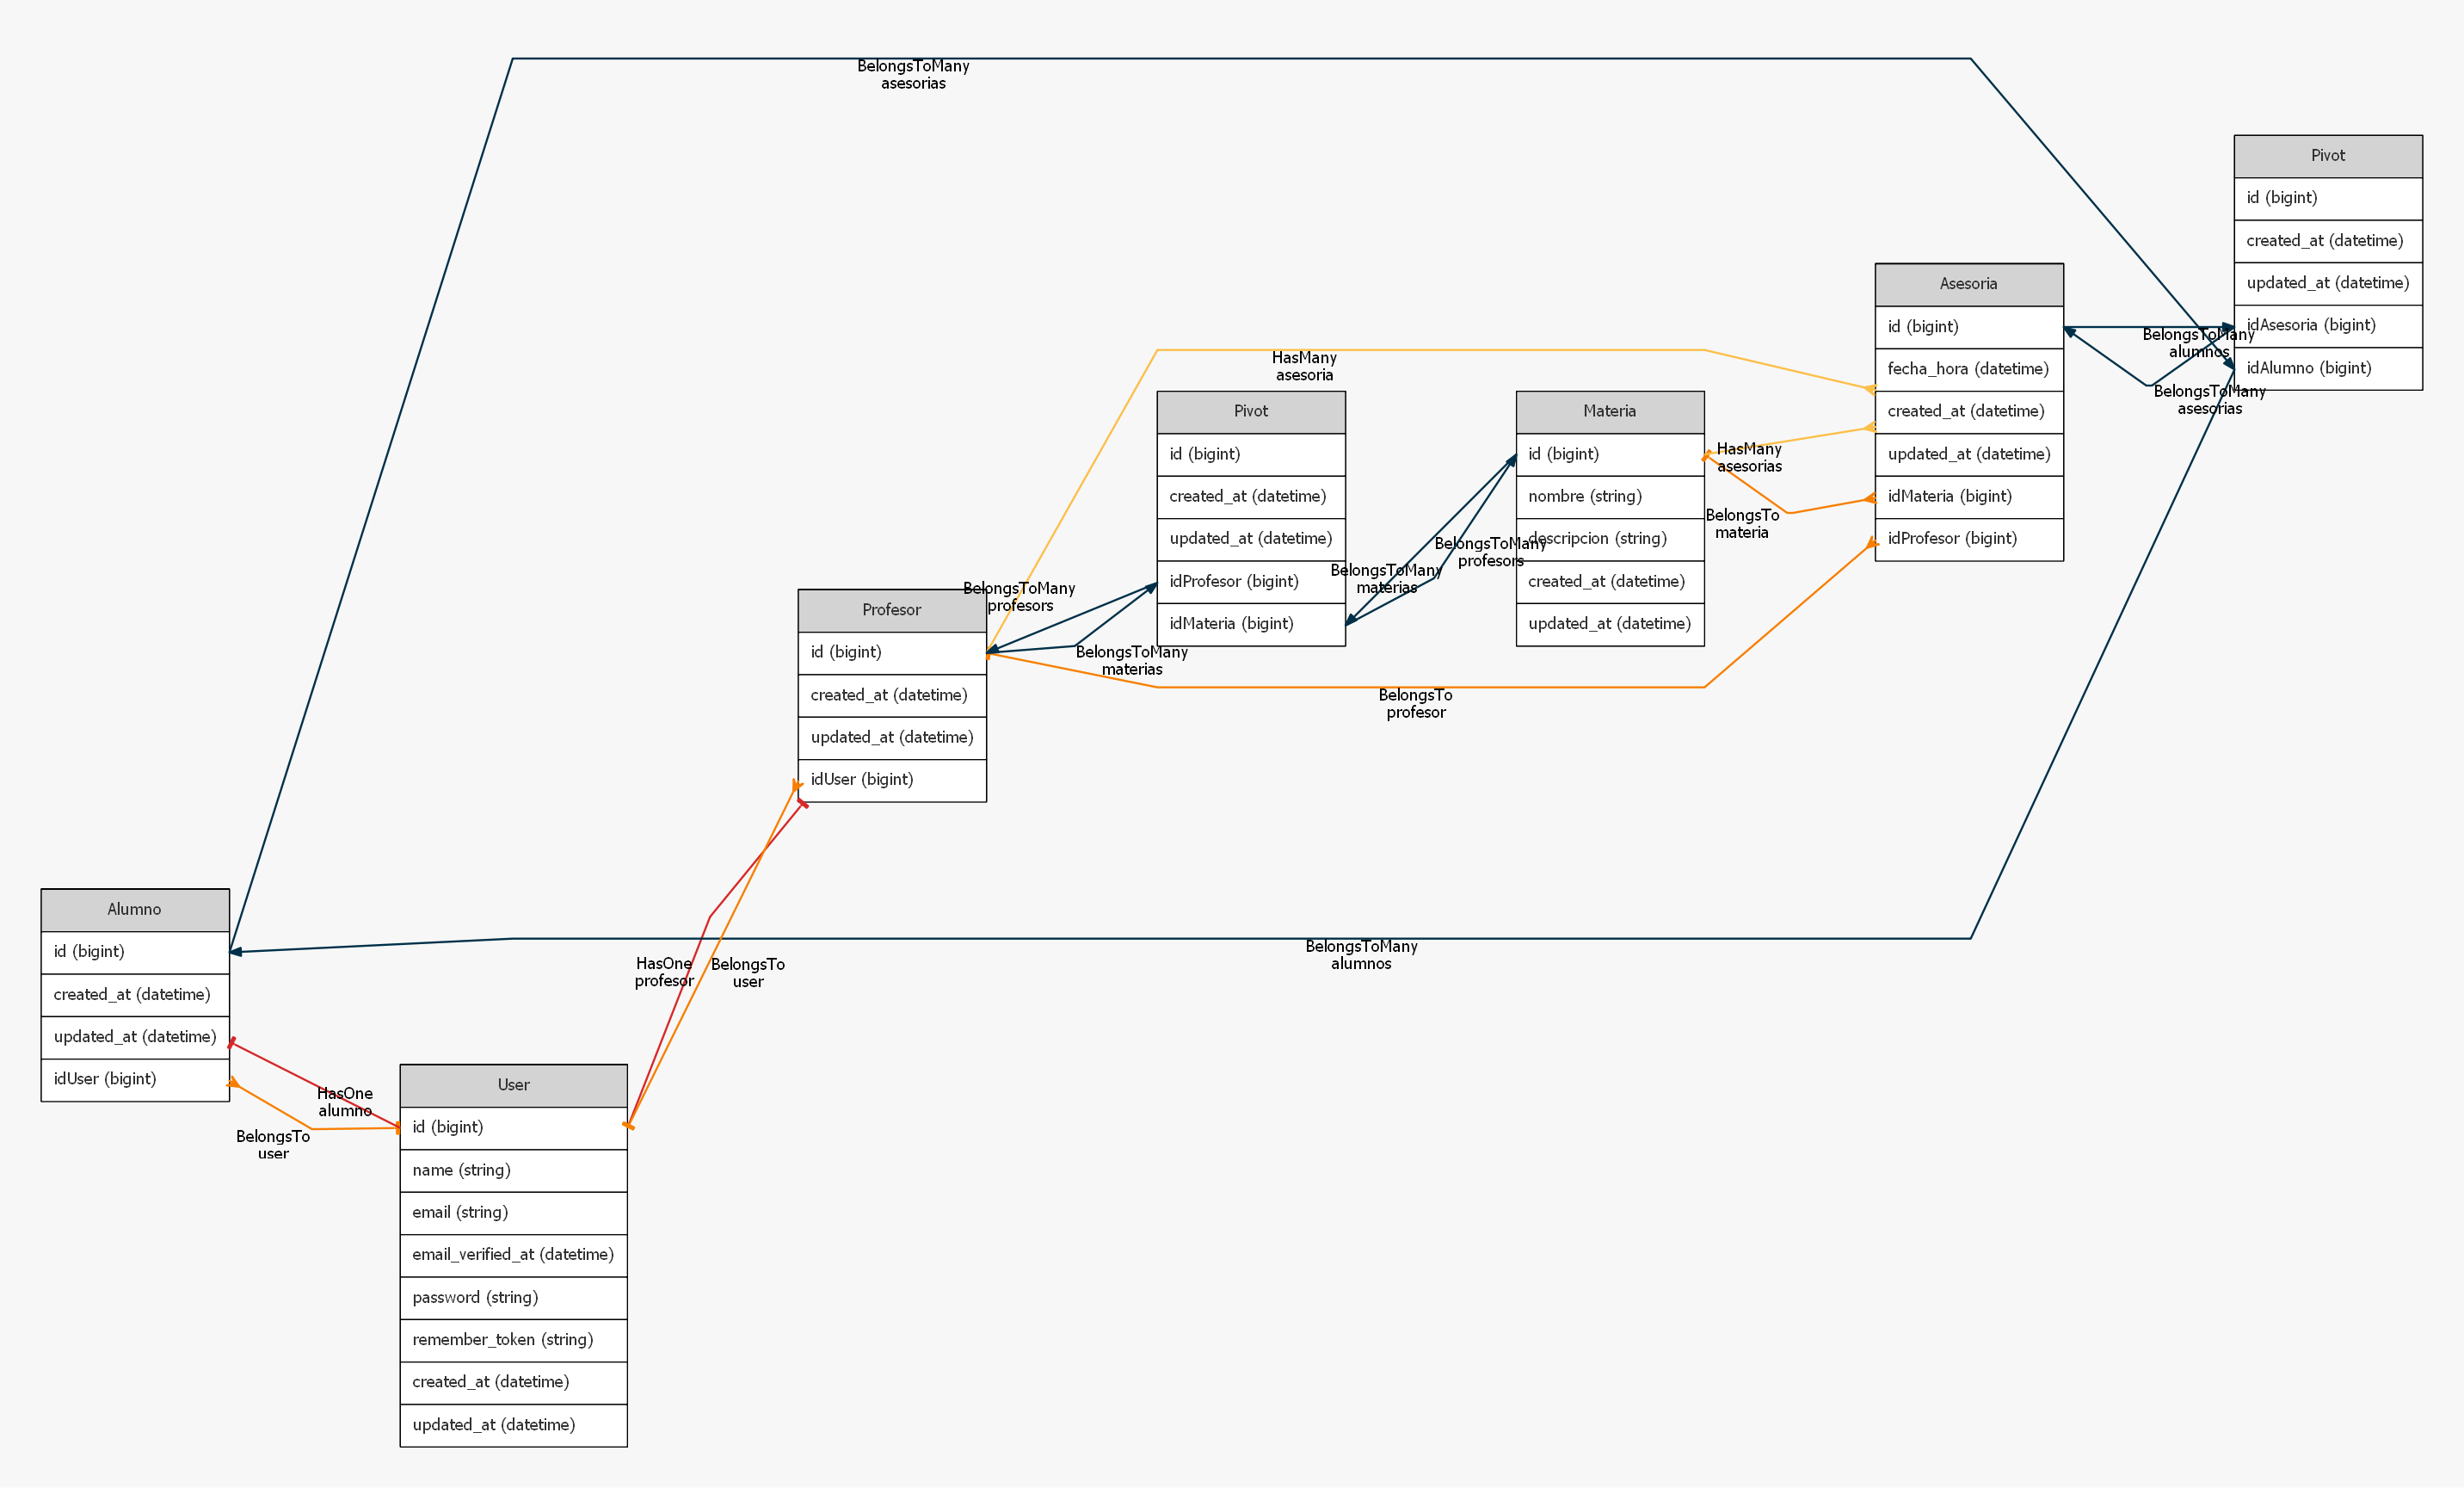 BelongsToMany
asesorias
Pivot
id (bigint)
created_at (datetime)
updated_at (datetime)
idAsesoria (bigint)
idAlumno (bigint)
BelongsToMany
alumnos
BelongsToMany
asesorias
Asesoria
id (bigint)
fecha_hora (datetime)
created_at (datetime)
updated_at (datetime)
idMateria (bigint)
idProfesor (bigint)
HasMany
asesoria
Pivot
id (bigint)
created_at (datetime)
updated_at (datetime)
idProfesor (bigint)
idMateria (bigint)
Materia
id (bigint)
nombre (string)
descripcion (string)
created_at (datetime)
updated_at (datetime)
HasMany
asesorias
BelongsTo
materia
BelongsToMany
profesors
BelongsToMany
materias
BelongsToMany
profesors
BelongsToMany
materias
BelongsTo
profesor
Profesor
id (bigint)
created_at (datetime)
updated_at (datetime)
idUser (bigint)
Alumno
id (bigint)
created_at (datetime)
updated_at (datetime)
idUser (bigint)
BelongsToMany
alumnos
HasOne
profesor
BelongsTo
user
HasOne
alumno
BelongsTo
user
User
id (bigint)
name (string)
email (string)
email_verified_at (datetime)
password (string)
remember_token (string)
created_at (datetime)
updated_at (datetime)